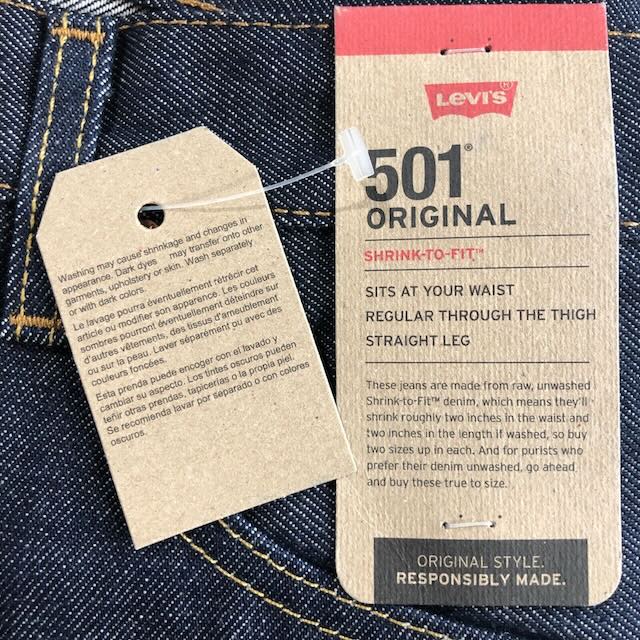 Washing may cause shrinkage and changes in
appearance. Dark dyes may transfer onto other
garments, upholstery or skin. Wash separately
or with dark colors.
Le lavage pourra éventuellement rétrécir cet
article ou modifier son apparence. Les couleurs
sombres pourront éventuellement déteindre sur
d'autres vêtements, des tissus d'ameublement
ou sur la peau. Laver séparément ou avec des
couleurs foncées.
Esta prenda puede encoger con el lavado y
cambiar su aspecto. Los tintes oscuros pueden
teñir otras prendas, tapicerías o la propia piel.
Se recomienda lavar por separado o con colores
oscuros.
LEVI'S®
501®
ORIGINAL
SHRINK-TO-FIT™
SITS AT YOUR WAIST
REGULAR THROUGH THE THIGH
STRAIGHT LEG
These jeans are made from raw, unwashed
Shrink-to-Fit™ denim, which means they'll
shrink roughly two inches in the waist and
two inches in the length if washed, so buy
two sizes up in each. And for purists who
prefer their denim unwashed, go ahead
and buy these true to size.
ORIGINAL STYLE.
RESPONSIBLY MADE.